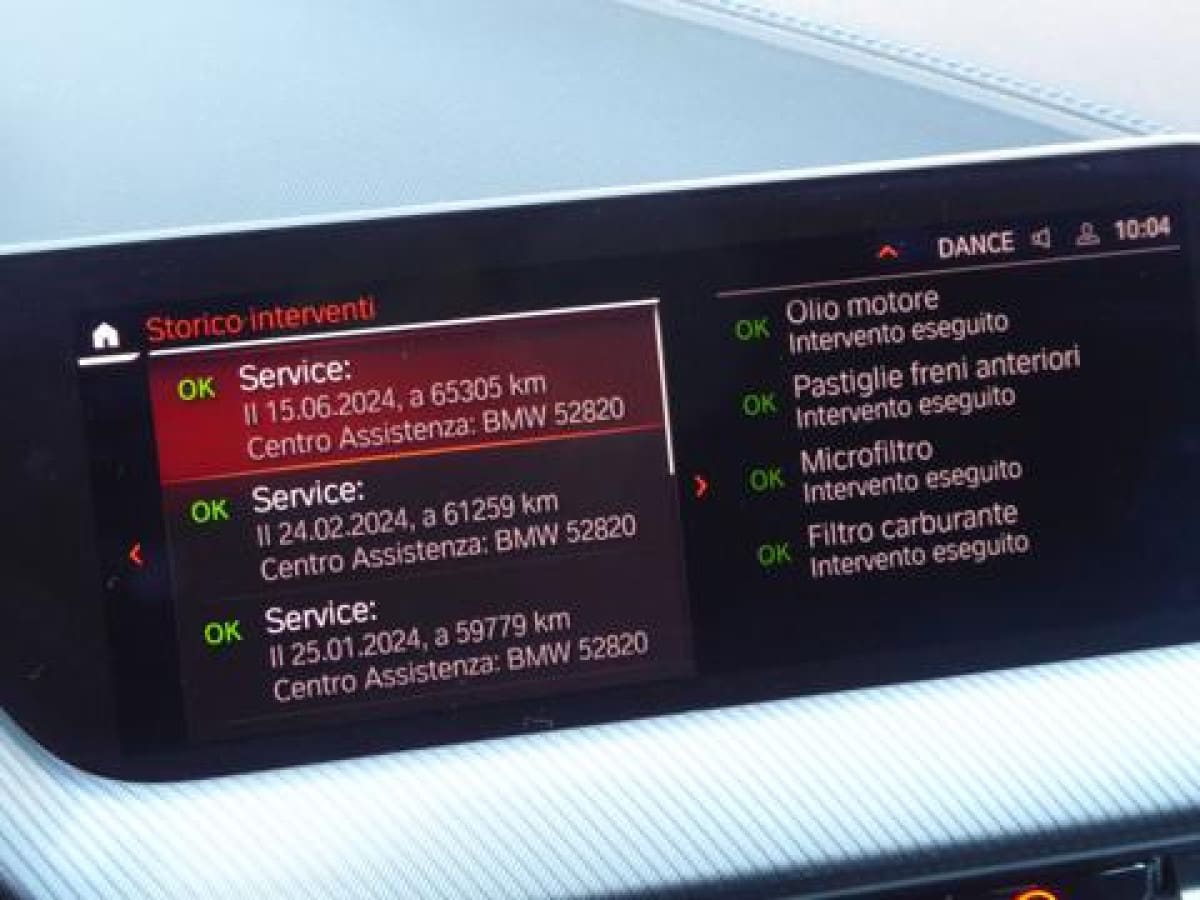 DANCE 10:04
Storico interventi
OK Service:
Il 15.06.2024, a 65305 km
Centro Assistenza: BMW 52820
OK Service:
Il 24.02.2024, a 61259 km
Centro Assistenza: BMW 52820
OK Service:
Il 25.01.2024, a 59779 km
Centro Assistenza: BMW 52820
OK Olio motore
Intervento eseguito
OK Pastiglie freni anteriori
Intervento eseguito
OK Microfiltro
Intervento eseguito
OK Filtro carburante
Intervento eseguito